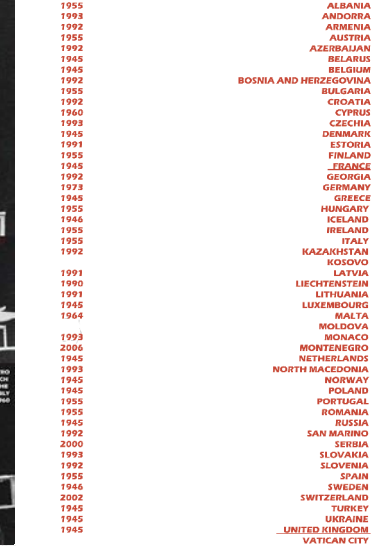 1955 ALBANIA
1993 ANDORRA
1992 ARMENIA
1955 AUSTRIA
1992 AZERBAIJAN
1945 BELARUS
1945 BELGIUM
1992 BOSNIA AND HERZEGOVINA
1955 BULGARIA
1992 CROATIA
1960 CYPRUS
1993 CZECHIA
1945 DENMARK
1991 ESTORIA
1955 FINLAND
1945 FRANCE
1992 GEORGIA
1973 GERMANY
1945 GREECE
1955 HUNGARY
1946 ICELAND
1955 IRELAND
1955 ITALY
1992 KAZAKHSTAN
KOSOVO
1991 LATVIA
1990 LIECHTENSTEIN
1991 LITHUANIA
1945 LUXEMBOURG
1964 MALTA
MOLDOVA
1993 MONACO
2006 MONTENEGRO
1945 NETHERLANDS
1993 NORTH MACEDONIA
1945 NORWAY
1945 POLAND
1955 PORTUGAL
1955 ROMANIA
1945 RUSSIA
1992 SAN MARINO
2000 SERBIA
1993 SLOVAKIA
1992 SLOVENIA
1955 SPAIN
1946 SWEDEN
2002 SWITZERLAND
1945 TURKEY
1945 UKRAINE
1945 UNITED KINGDOM
VATICAN CITY